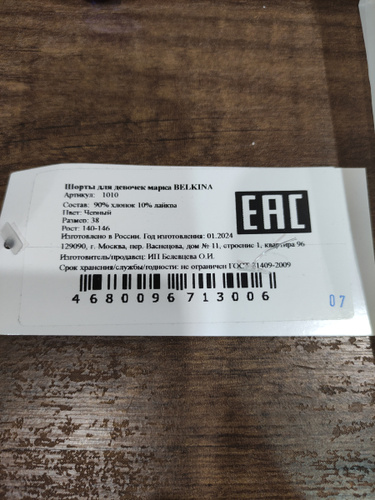 Шорты для девочек марка BELKINA
Артикул: 1010
Состав: 90% хлопок 10% лайкра
Цвет: Черный
Размер: 38
Рост: 140-146
Изготовлено в России. Год изготовления: 01.2024
129090, г. Москва, пер. Васнецова, дом № 11, строение 1, квартира 96
Изготовитель/продавец: ИП Белевцева О.И.
Срок хранения/службы/годности: не ограничен ГОСТ 31409-2009
EAC
4680096713006
07